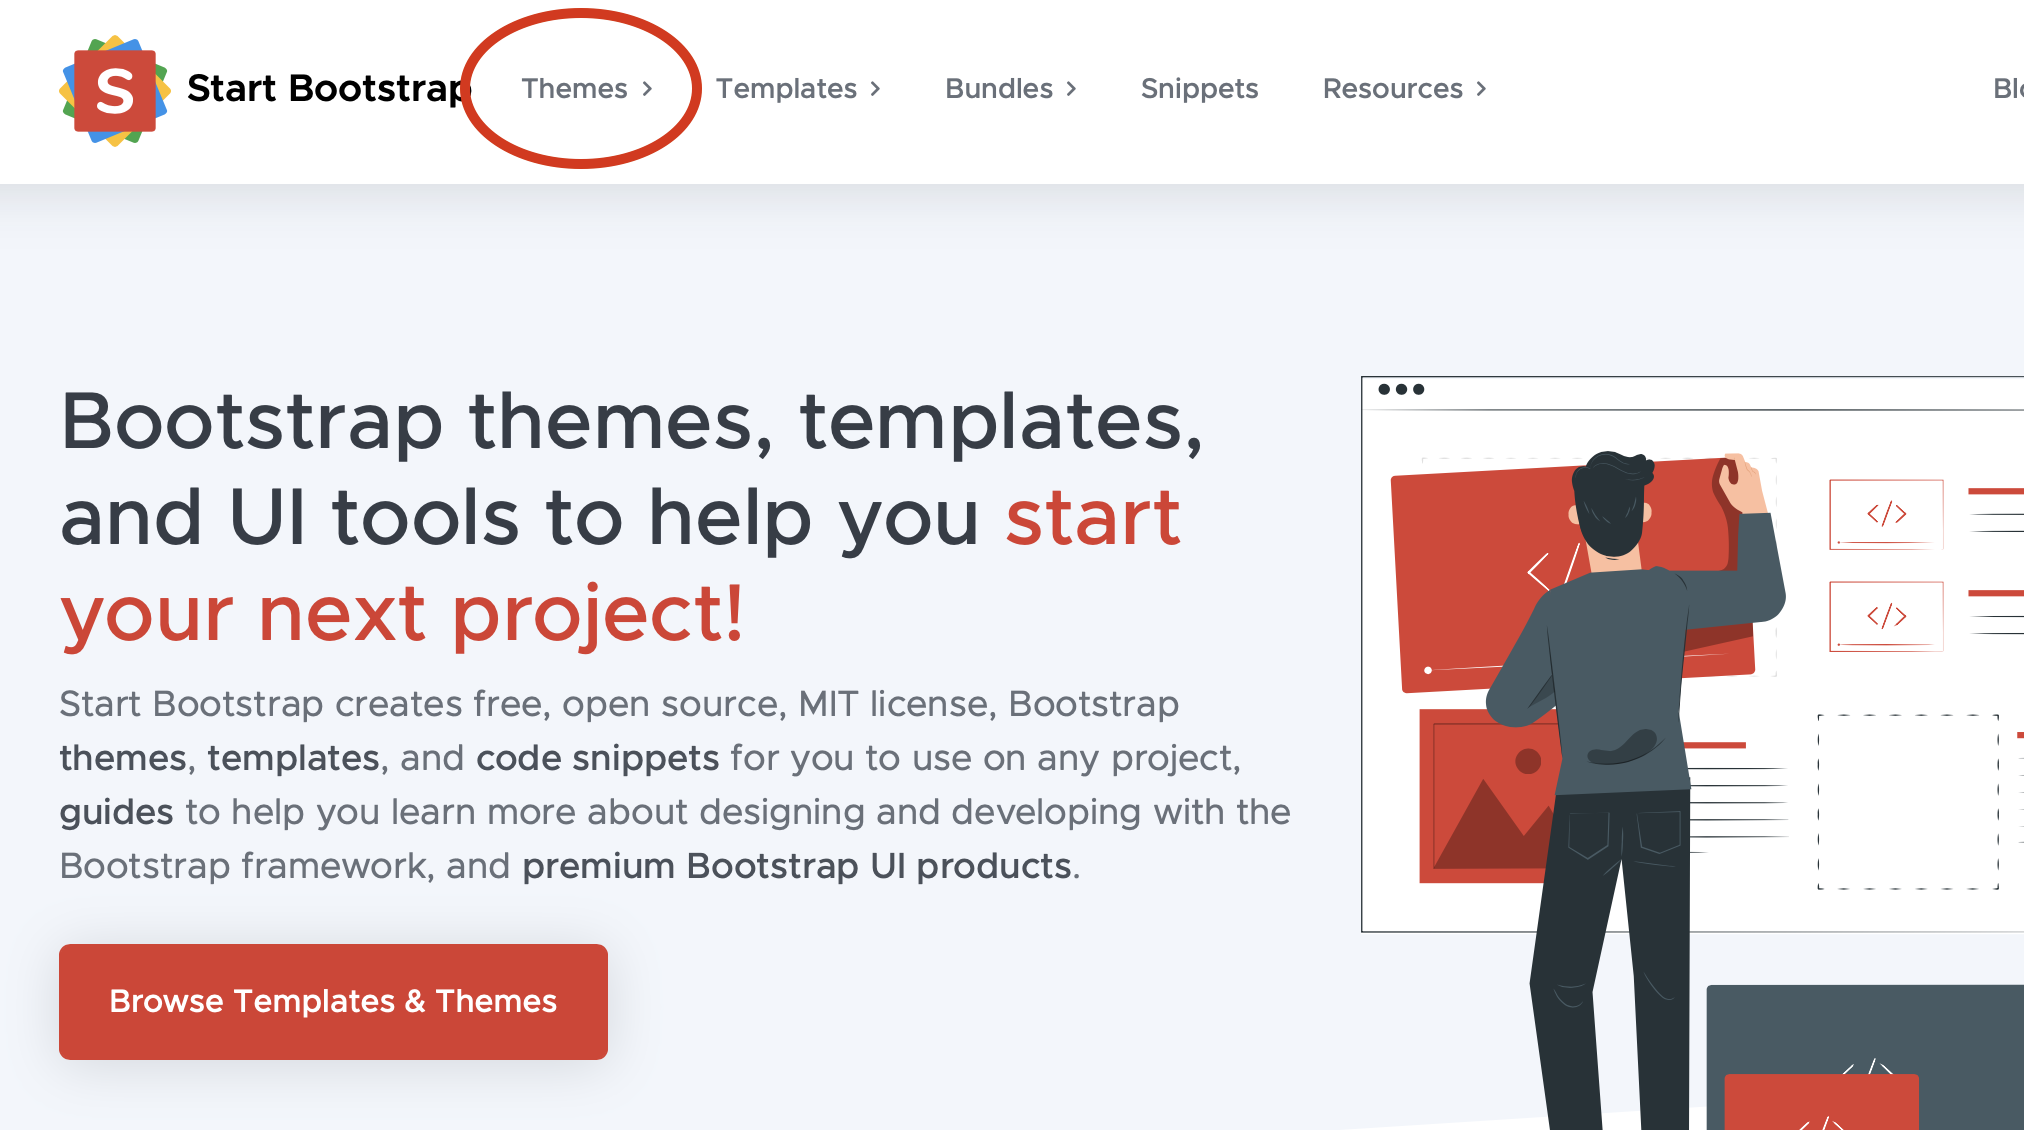 S Start Bootstrap Themes > Templates > Bundles > Snippets Resources >
Bootstrap themes, templates,
and UI tools to help you start
your next project!
Start Bootstrap creates free, open source, MIT license, Bootstrap
themes, templates, and code snippets for you to use on any project,
guides to help you learn more about designing and developing with the
Bootstrap framework, and premium Bootstrap UI products.
Browse Templates & Themes